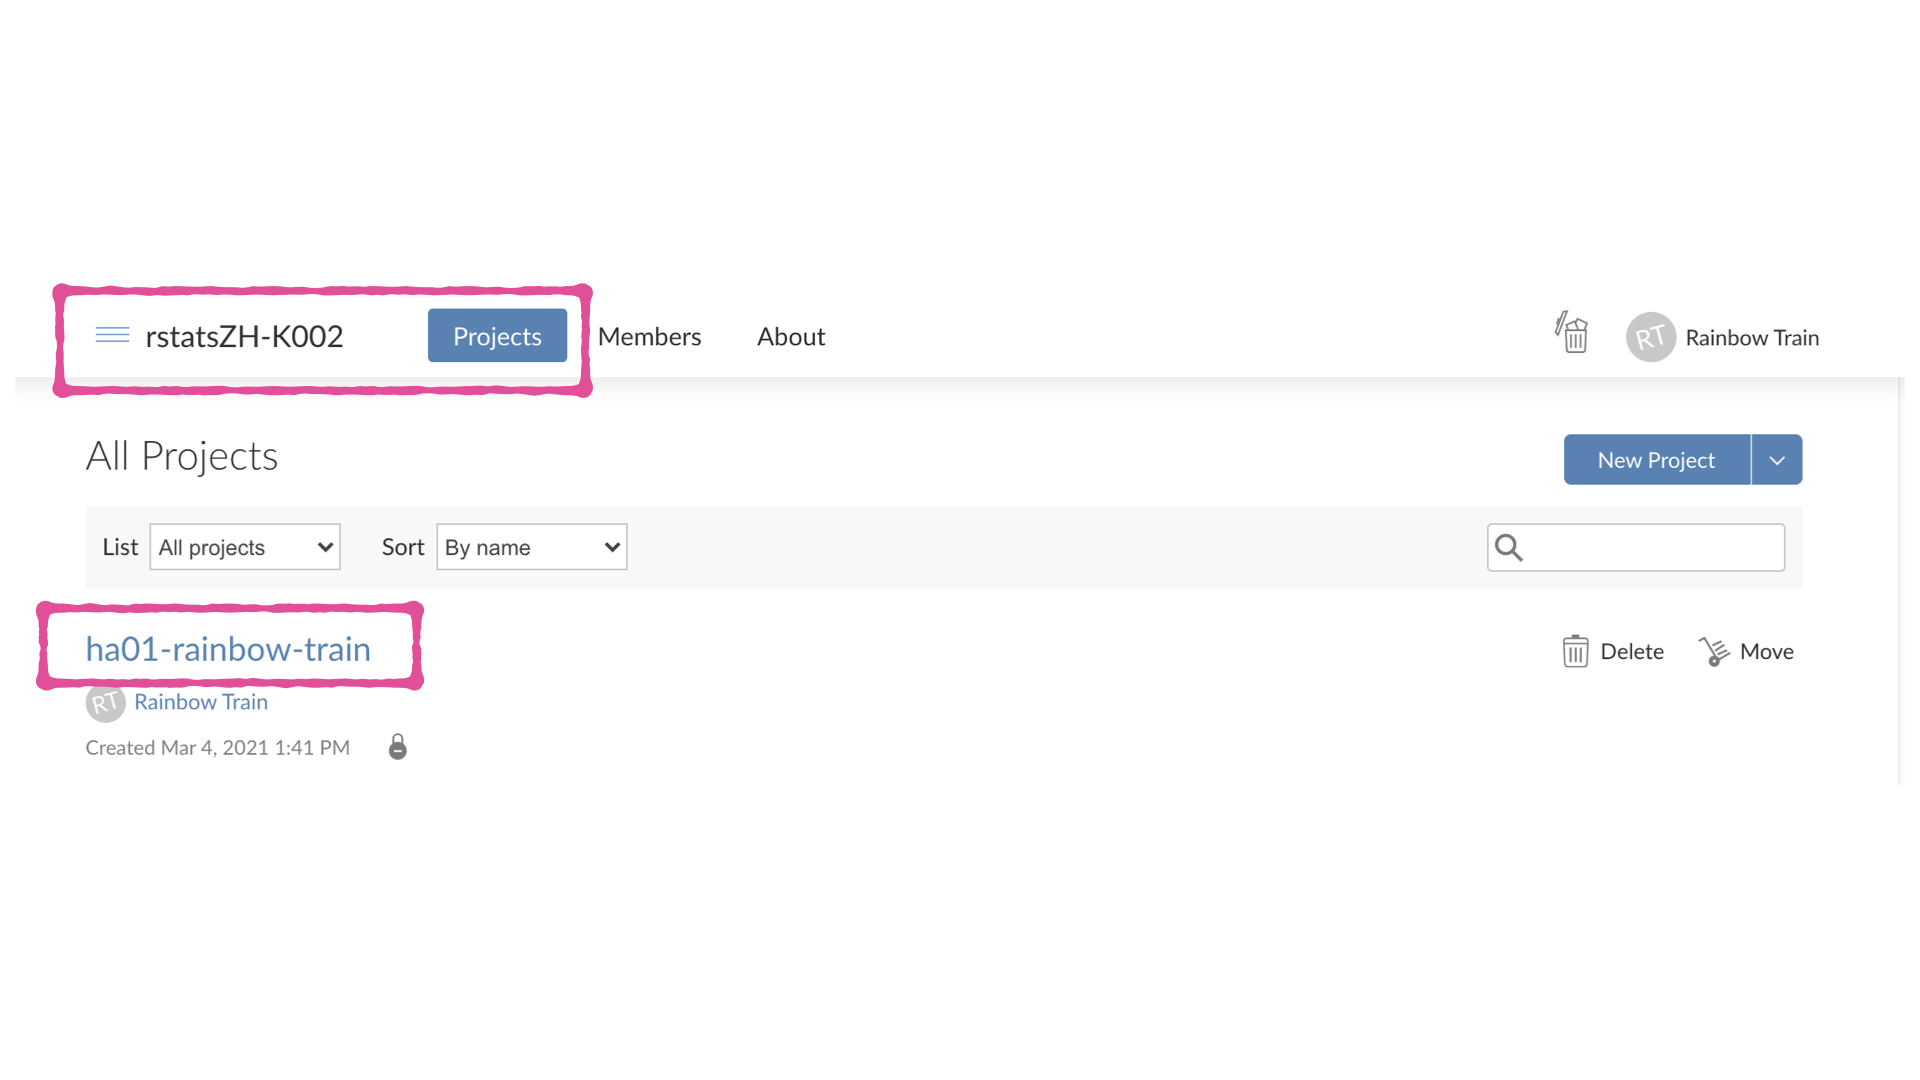 rstatsZH-K002 Projects Members About RT Rainbow Train
All Projects New Project
List All projects Sort By name
ha01-rainbow-train Delete Move
RT Rainbow Train
Created Mar 4, 2021 1:41 PM